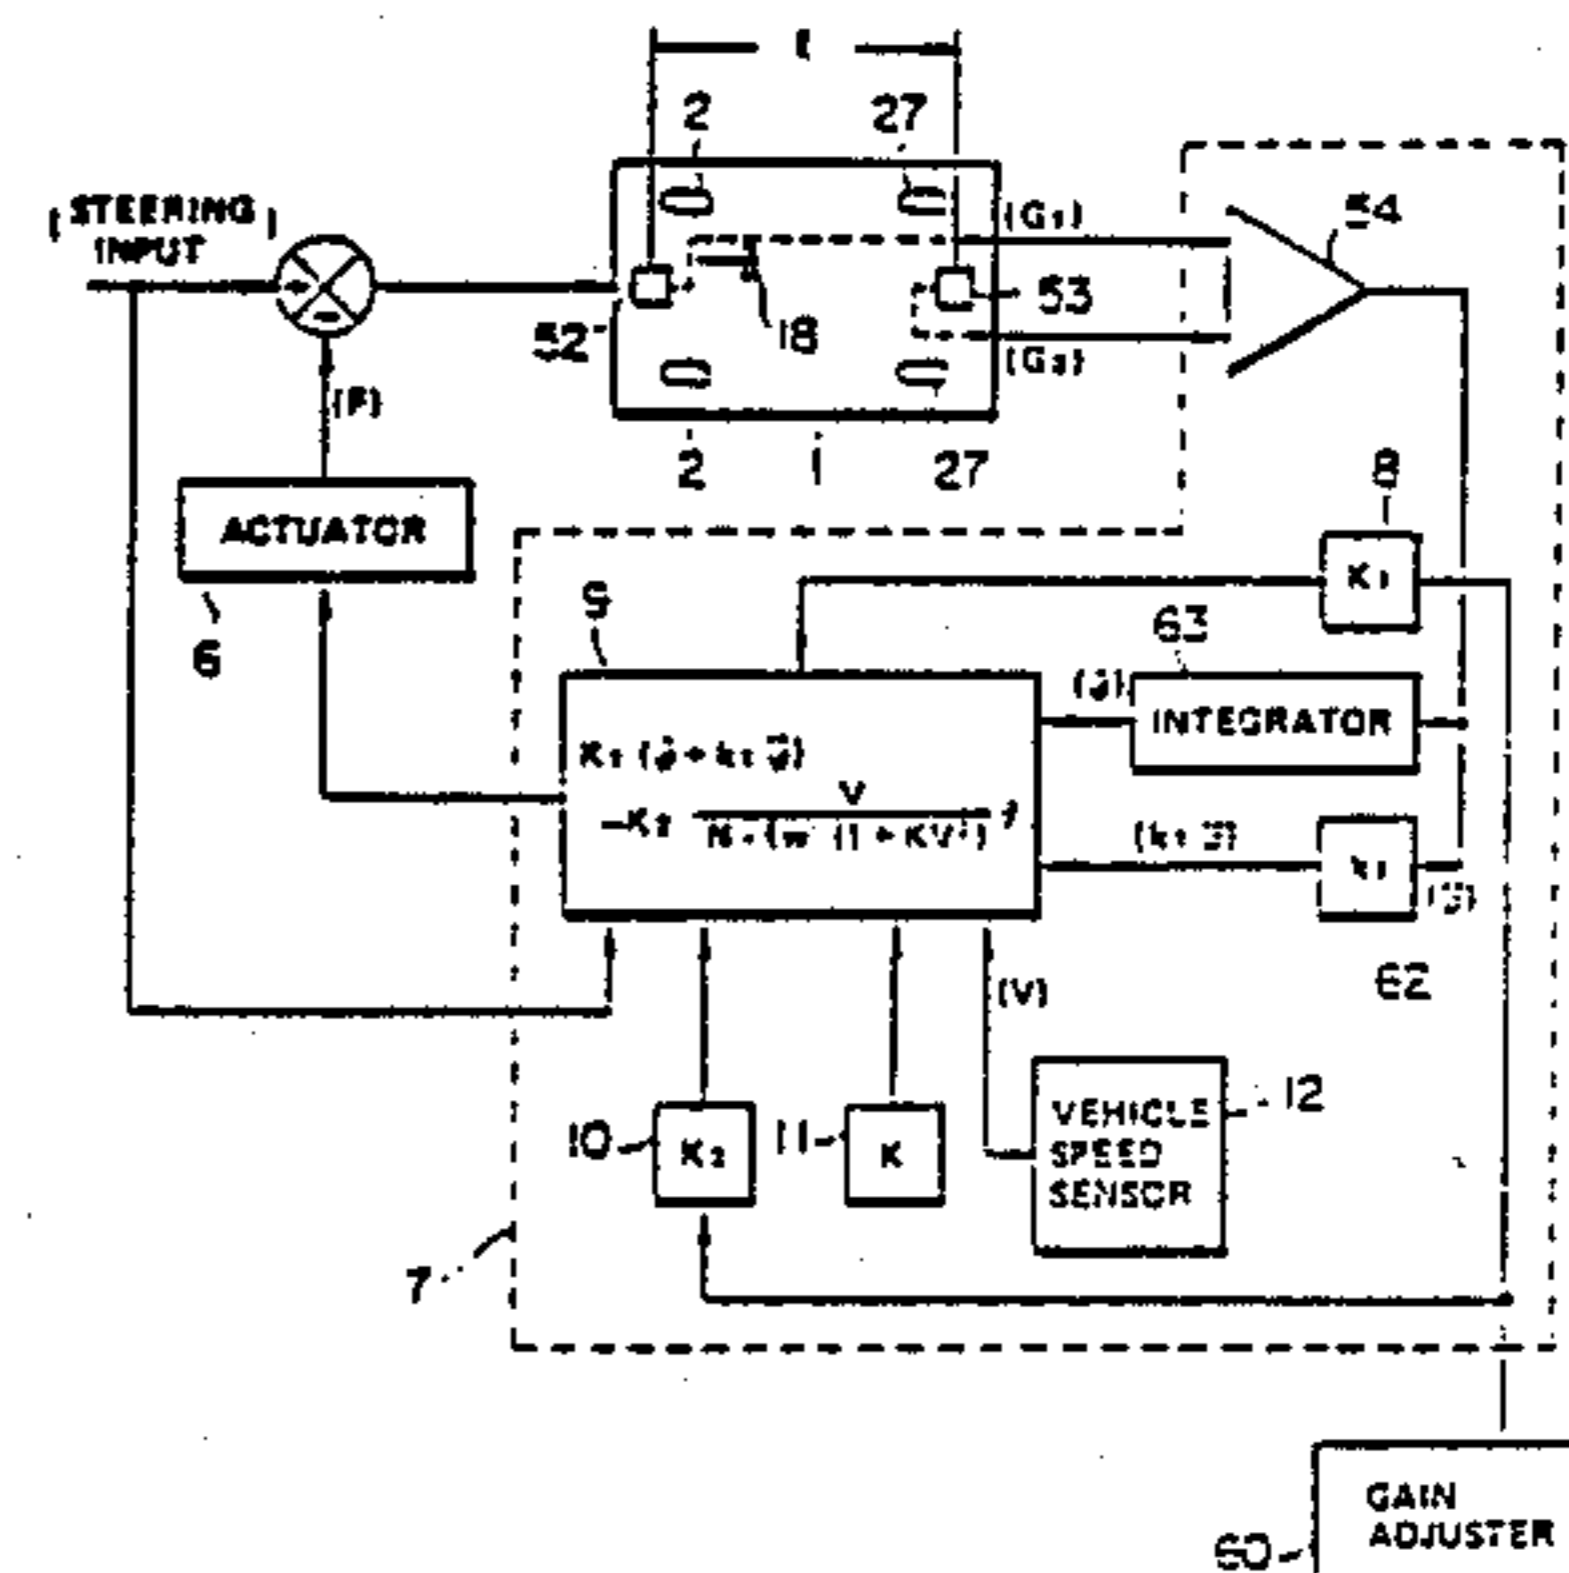 ℓ
2
27
(STEERING
INPUT)
(G₁)
54
52
18
53
(G₂)
(F)
2
1
27
ACTUATOR
6
8
K₁
9
63
INTEGRATOR
V
62
(V)
10
K₂
11
K
VEHICLE
SPEED
SENSOR
12
7
GAIN
ADJUSTER
60